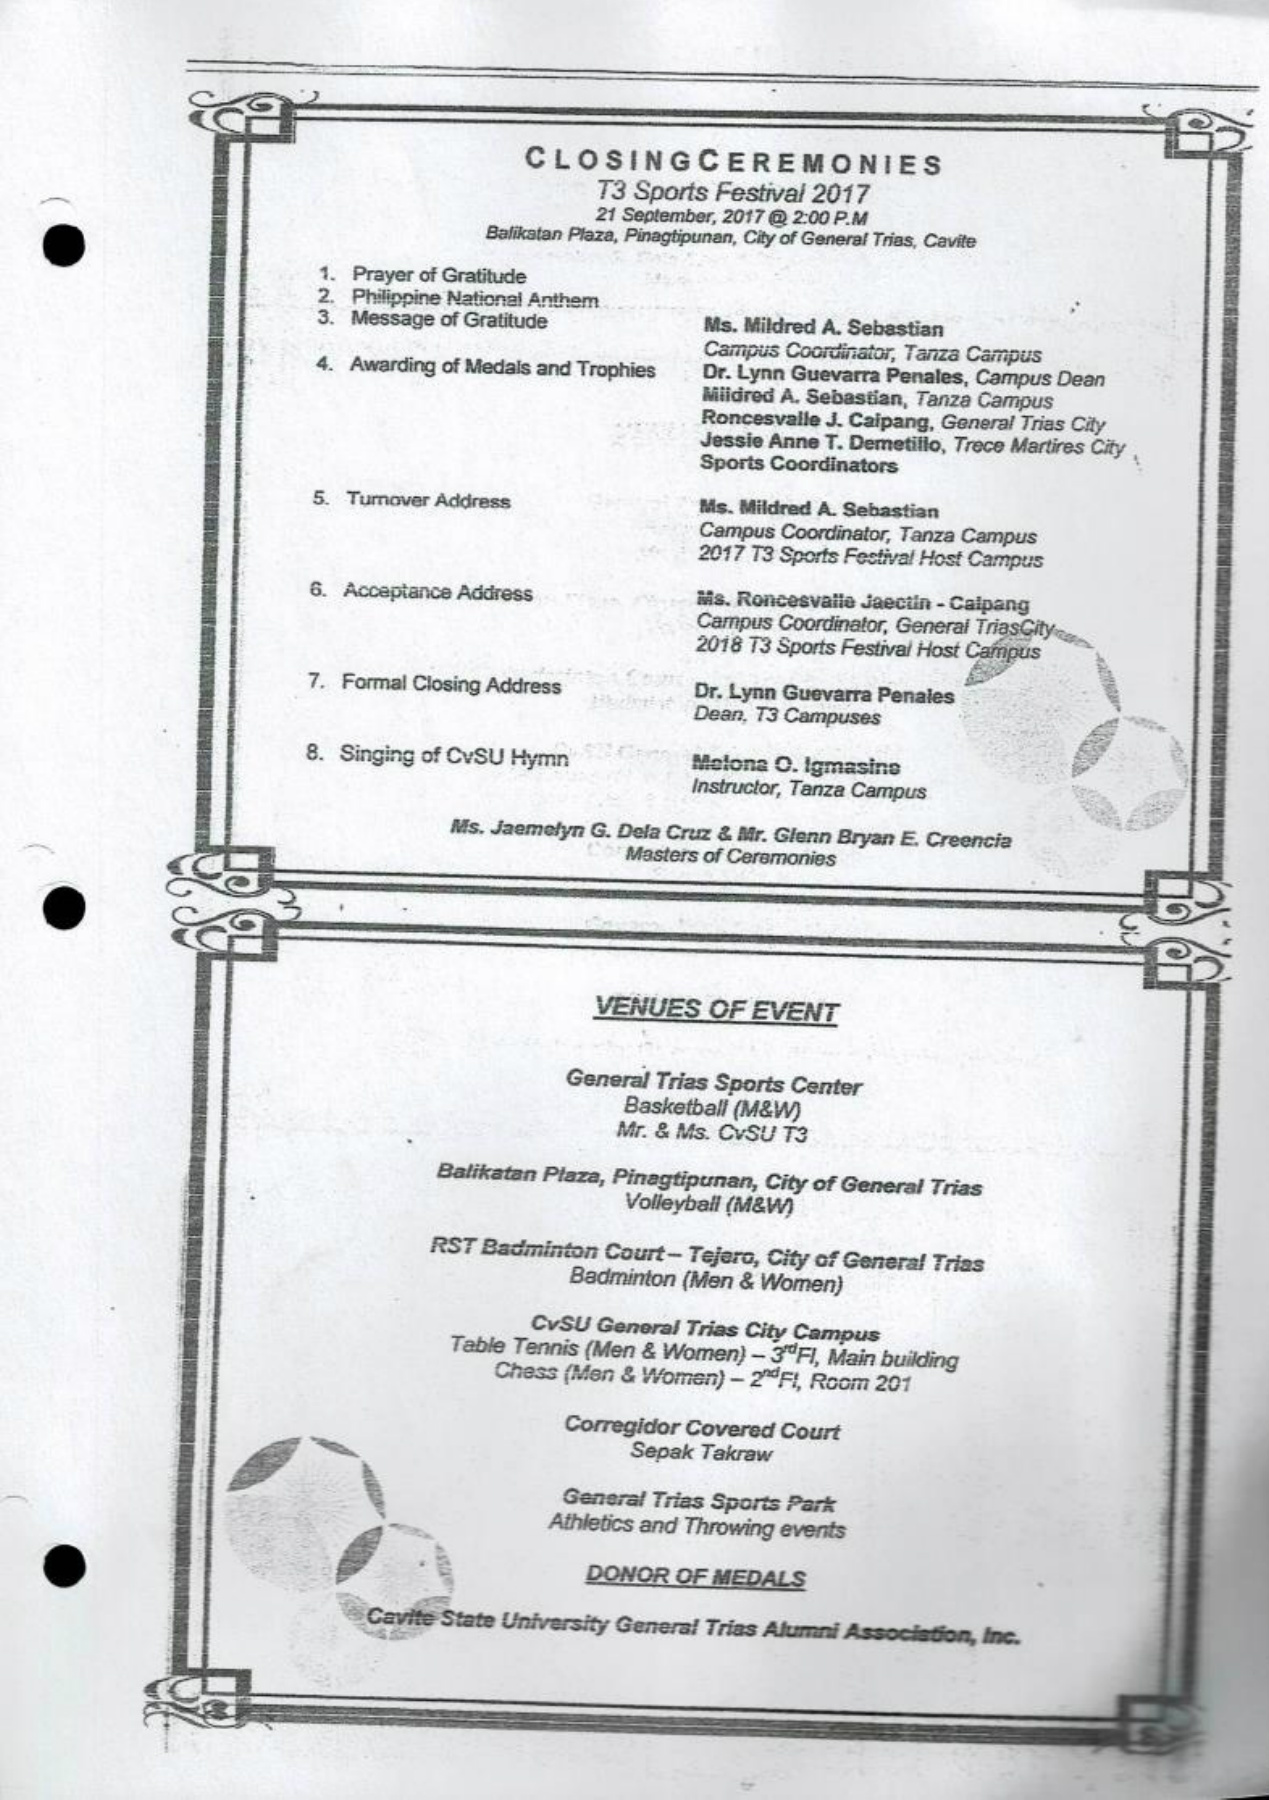 CLOSING CEREMONIES
T3 Sports Festival 2017
21 September, 2017 @ 2:00 P.M
Balikatan Plaza, Pinagtipunan, City of General Trias, Cavite
1. Prayer of Gratitude
2. Philippine National Anthem
3. Message of Gratitude Ms. Mildred A. Sebastian
Campus Coordinator, Tanza Campus
4. Awarding of Medals and Trophies Dr. Lynn Guevarra Penales, Campus Dean
Mildred A. Sebastian, Tanza Campus
Roncesvalle J. Caipang, General Trias City
Jessie Anne T. Demetillo, Trece Martires City
Sports Coordinators
5. Turnover Address Ms. Mildred A. Sebastian
Campus Coordinator, Tanza Campus
2017 T3 Sports Festival Host Campus
6. Acceptance Address Ms. Roncesvalle Jaectin - Caipang
Campus Coordinator, General TriasCity
2018 T3 Sports Festival Host Campus
7. Formal Closing Address Dr. Lynn Guevarra Penales
Dean, T3 Campuses
8. Singing of CvSU Hymn Melona O. Igmasine
Instructor, Tanza Campus
Ms. Jaemelyn G. Dela Cruz & Mr. Glenn Bryan E. Creencia
Masters of Ceremonies
VENUES OF EVENT
General Trias Sports Center
Basketball (M&W)
Mr. & Ms. CvSU T3
Balikatan Plaza, Pinagtipunan, City of General Trias
Volleyball (M&W)
RST Badminton Court – Tejero, City of General Trias
Badminton (Men & Women)
CvSU General Trias City Campus
Table Tennis (Men & Women) – 3rd Fl, Main building
Chess (Men & Women) – 2nd Fl, Room 201
Corregidor Covered Court
Sepak Takraw
General Trias Sports Park
Athletics and Throwing events
DONOR OF MEDALS
Cavite State University General Trias Alumni Association, Inc.